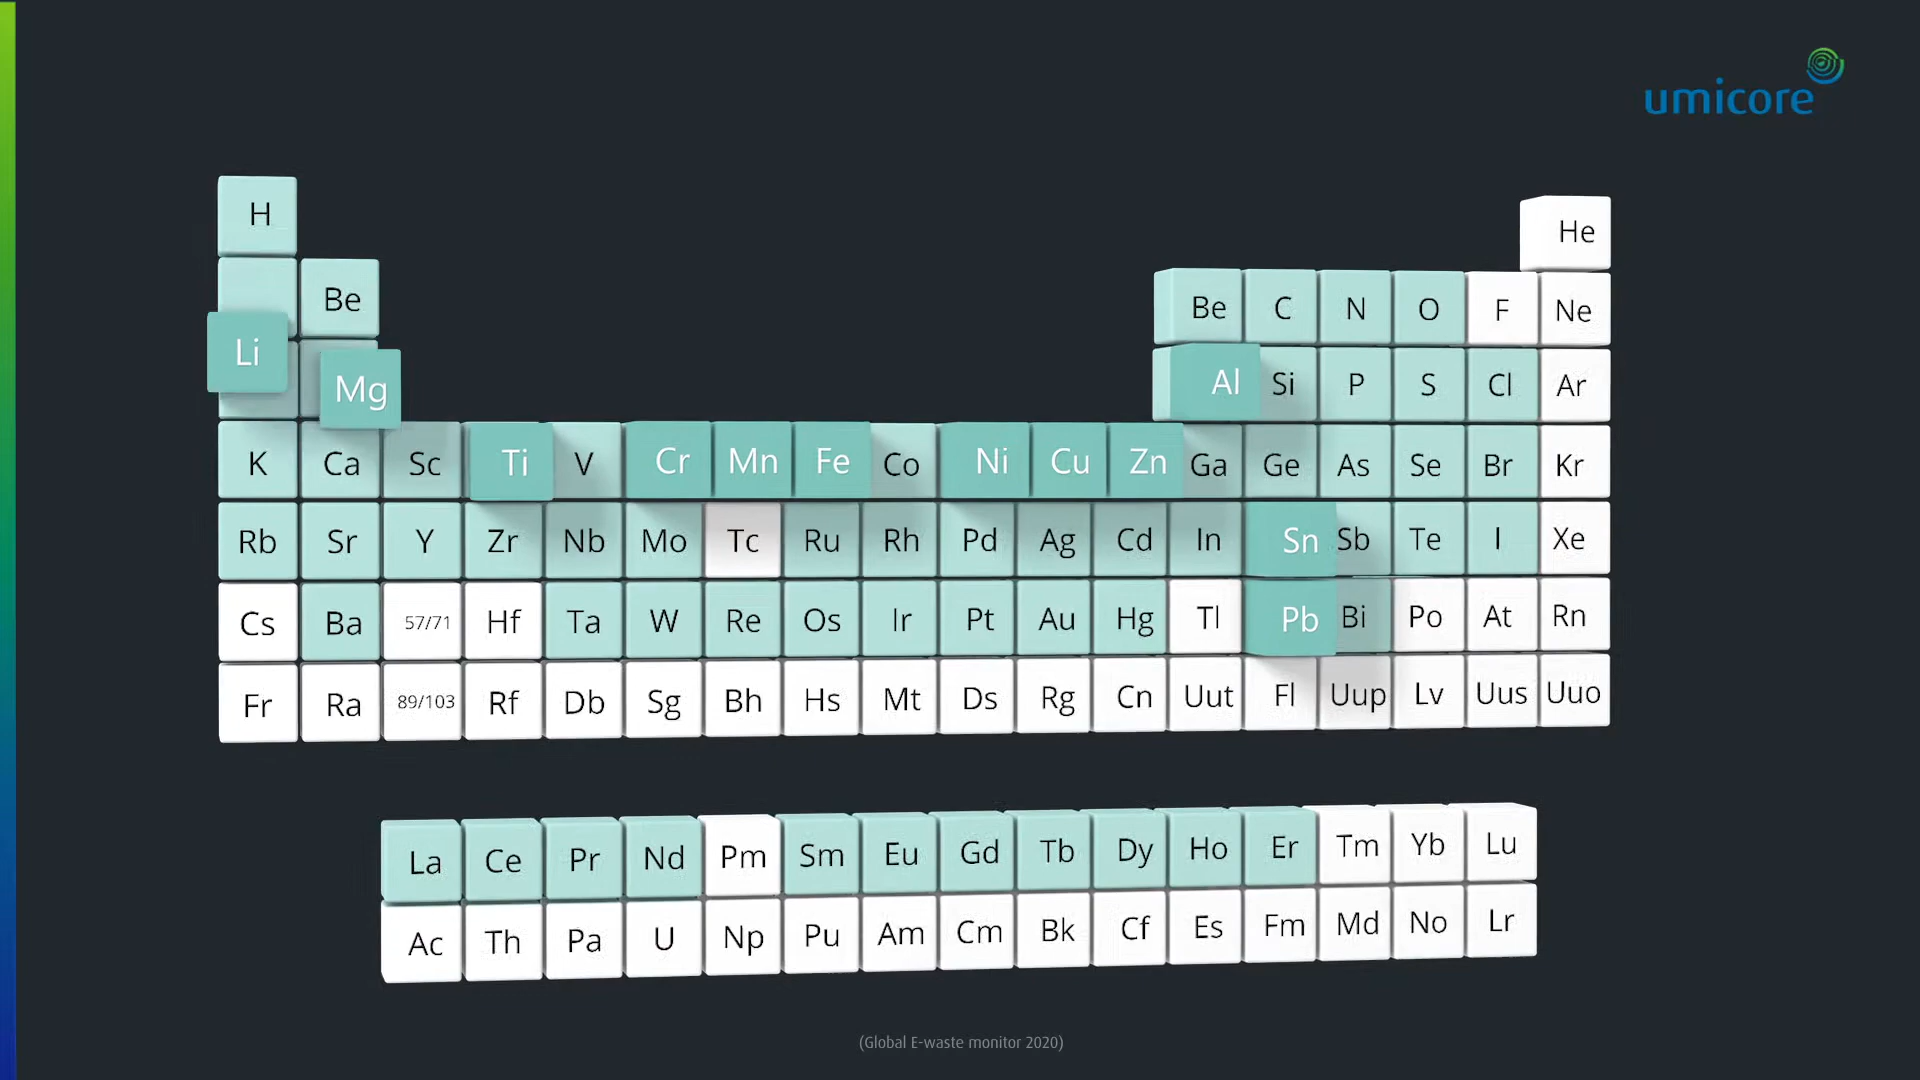 umicore
H He
Be Be C N O F Ne
Li Mg Al Si P S Cl Ar
K Ca Sc Ti V Cr Mn Fe Co Ni Cu Zn Ga Ge As Se Br Kr
Rb Sr Y Zr Nb Mo Tc Ru Rh Pd Ag Cd In Sn Sb Te I Xe
Cs Ba 57/71 Hf Ta W Re Os Ir Pt Au Hg Tl Pb Bi Po At Rn
Fr Ra 89/103 Rf Db Sg Bh Hs Mt Ds Rg Cn Uut Fl Uup Lv Uus Uuo
La Ce Pr Nd Pm Sm Eu Gd Tb Dy Ho Er Tm Yb Lu
Ac Th Pa U Np Pu Am Cm Bk Cf Es Fm Md No Lr
(Global E-waste monitor 2020)